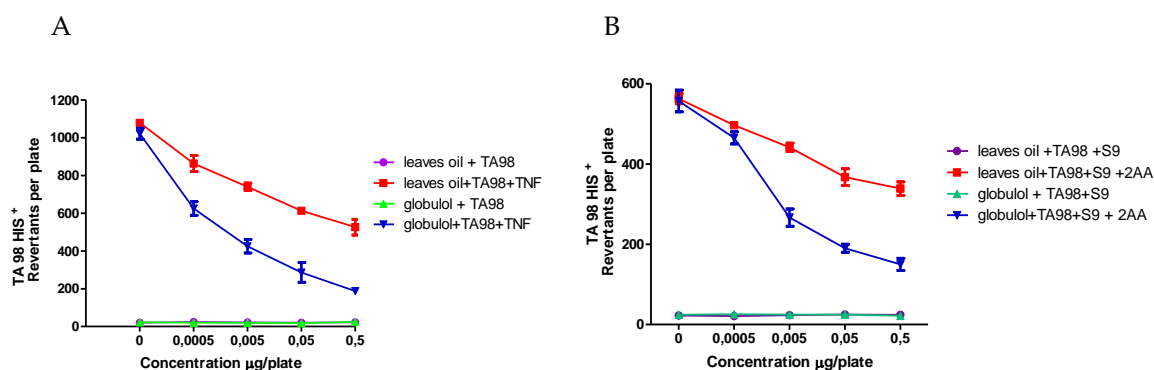 A
TA 98 HIS +
Revertants per plate
1200
1000
800
600
400
200
0
0
0,0005
0,005
0,05
0,5
Concentration µg/plate
leaves oil + TA98
leaves oil+TA98+TNF
globulol + TA98
globulol+TA98+TNF
B
TA 98 HIS +
Revertants per plate
600
400
200
0
0
0,0005
0,005
0,05
0,5
Concentration µg/plate
leaves oil +TA98 +S9
leaves oil+TA98+S9 +2AA
globulol + TA98+S9
globulol+TA98+S9 + 2AA